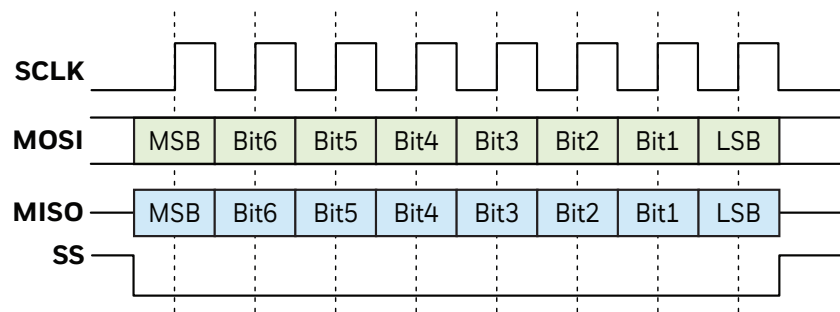 SCLK
MOSI MSB Bit6 Bit5 Bit4 Bit3 Bit2 Bit1 LSB
MISO MSB Bit6 Bit5 Bit4 Bit3 Bit2 Bit1 LSB
SS